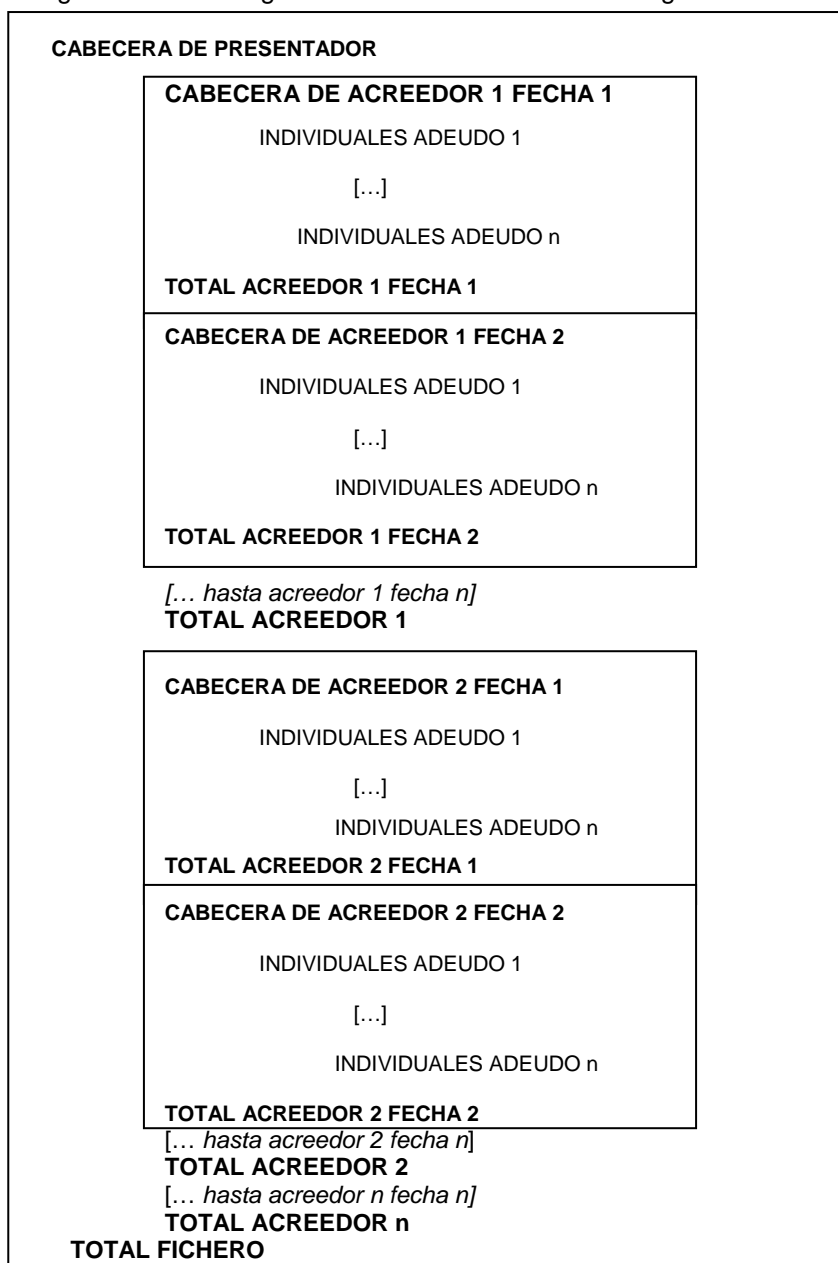 CABECERA DE PRESENTADOR
CABECERA DE ACREEDOR 1 FECHA 1
INDIVIDUALES ADEUDO 1
[…]
INDIVIDUALES ADEUDO n
TOTAL ACREEDOR 1 FECHA 1
CABECERA DE ACREEDOR 1 FECHA 2
INDIVIDUALES ADEUDO 1
[…]
INDIVIDUALES ADEUDO n
TOTAL ACREEDOR 1 FECHA 2
[… hasta acreedor 1 fecha n]
TOTAL ACREEDOR 1
CABECERA DE ACREEDOR 2 FECHA 1
INDIVIDUALES ADEUDO 1
[…]
INDIVIDUALES ADEUDO n
TOTAL ACREEDOR 2 FECHA 1
CABECERA DE ACREEDOR 2 FECHA 2
INDIVIDUALES ADEUDO 1
[…]
INDIVIDUALES ADEUDO n
TOTAL ACREEDOR 2 FECHA 2
[… hasta acreedor 2 fecha n]
TOTAL ACREEDOR 2
[… hasta acreedor n fecha n]
TOTAL ACREEDOR n
TOTAL FICHERO